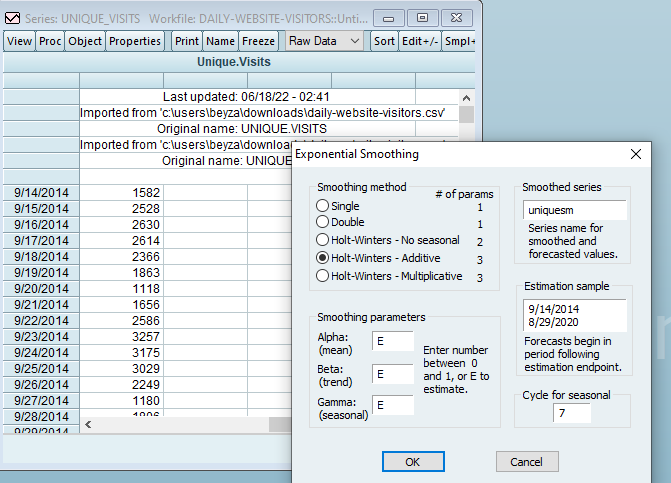 Series: UNIQUE_VISITS Workfile: DAILY-WEBSITE-VISITORS::Unti...
View Proc Object Properties Print Name Freeze Raw Data Sort Edit+/- Smpl+
Unique.Visits
Last updated: 06/18/22 - 02:41
Imported from 'c:\users\beyza\downloads\daily-website-visitors.csv'
Original name: UNIQUE.VISITS
Imported from 'c:\users\beyza\
Original name: UNIQUE
9/14/2014 1582
9/15/2014 2528
9/16/2014 2630
9/17/2014 2614
9/18/2014 2366
9/19/2014 1863
9/20/2014 1118
9/21/2014 1656
9/22/2014 2586
9/23/2014 3257
9/24/2014 3175
9/25/2014 3029
9/26/2014 2249
9/27/2014 1180
9/28/2014
9/29/2014
Exponential Smoothing
Smoothing method
# of params
Single 1
Double 1
Holt-Winters - No seasonal 2
Holt-Winters - Additive 3
Holt-Winters - Multiplicative 3
Smoothing parameters
Alpha:
(mean)
E
Beta:
(trend)
E
Gamma:
(seasonal)
E
Enter number
between 0
and 1, or E to
estimate.
Smoothed series
uniquesm
Series name for
smoothed and
forecasted values.
Estimation sample
9/14/2014
8/29/2020
Forecasts begin in
period following
estimation endpoint.
Cycle for seasonal
7
OK Cancel